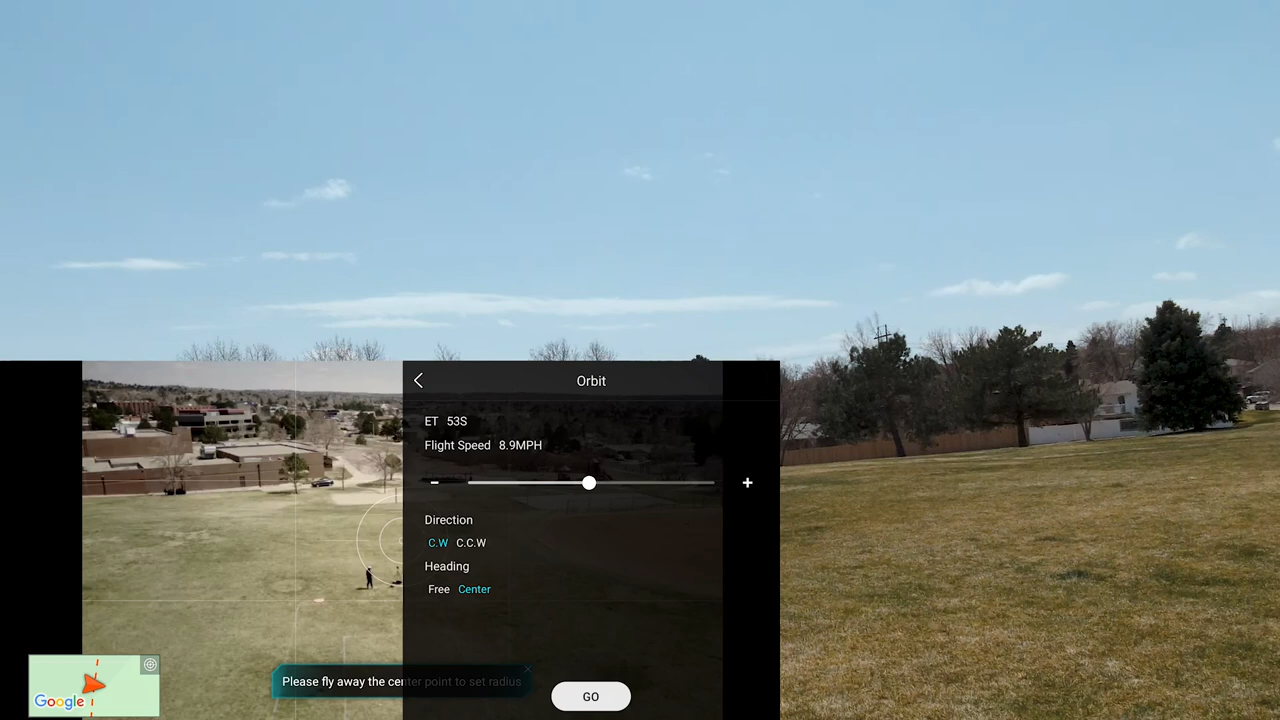 Orbit
ET 53S
Flight Speed 8.9MPH
Direction
C.W C.C.W
Heading
Free Center
Please fly away the center point to set radius
GO
Google